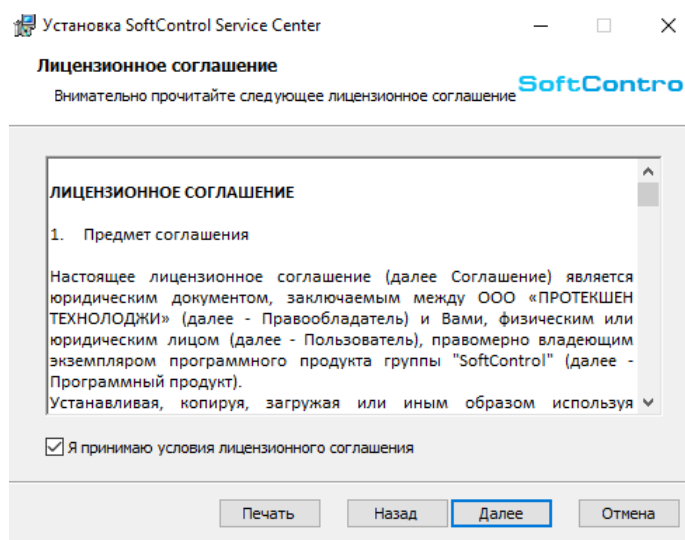 Установка SoftControl Service Center
Лицензионное соглашение
Внимательно прочитайте следующее лицензионное соглашение
SoftContro
ЛИЦЕНЗИОННОЕ СОГЛАШЕНИЕ
1. Предмет соглашения
Настоящее лицензионное соглашение (далее Соглашение) является
юридическим документом, заключаемым между ООО «ПРОТЕКШЕН
ТЕХНОЛОДЖИ» (далее - Правообладатель) и Вами, физическим или
юридическим лицом (далее - Пользователь), правомерно владеющим
экземпляром программного продукта группы "SoftControl" (далее -
Программный продукт).
Устанавливая, копируя, загружая или иным образом используя
Я принимаю условия лицензионного соглашения
Печать Назад Далее Отмена